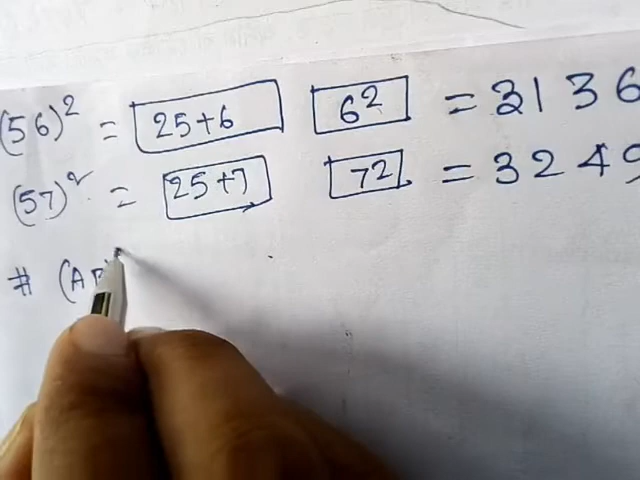 (56)² = 25+6 6² = 3136
(57)² = 25+7 7² = 3249
# (A